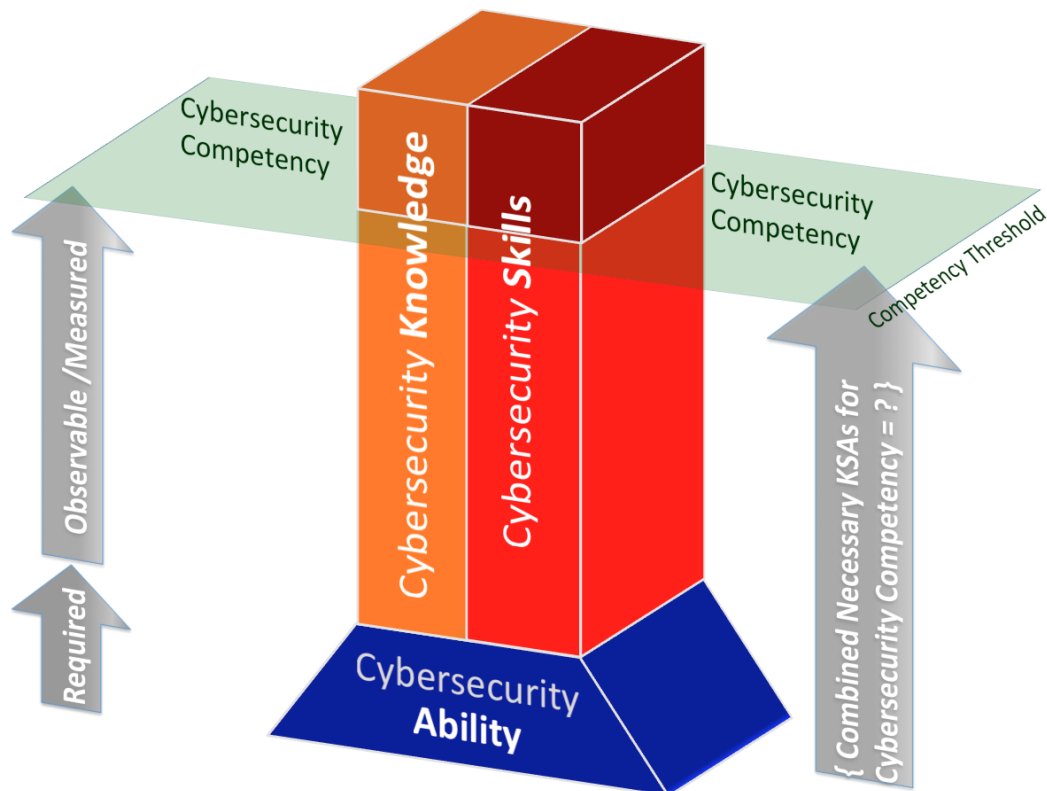 Cybersecurity
Competency
Cybersecurity
Competency
Competency Threshold
Cybersecurity Knowledge
Cybersecurity Skills
Observable /Measured
Required
{ Combined Necessary KSAs for
Cybersecurity Competency = ? }
Cybersecurity
Ability